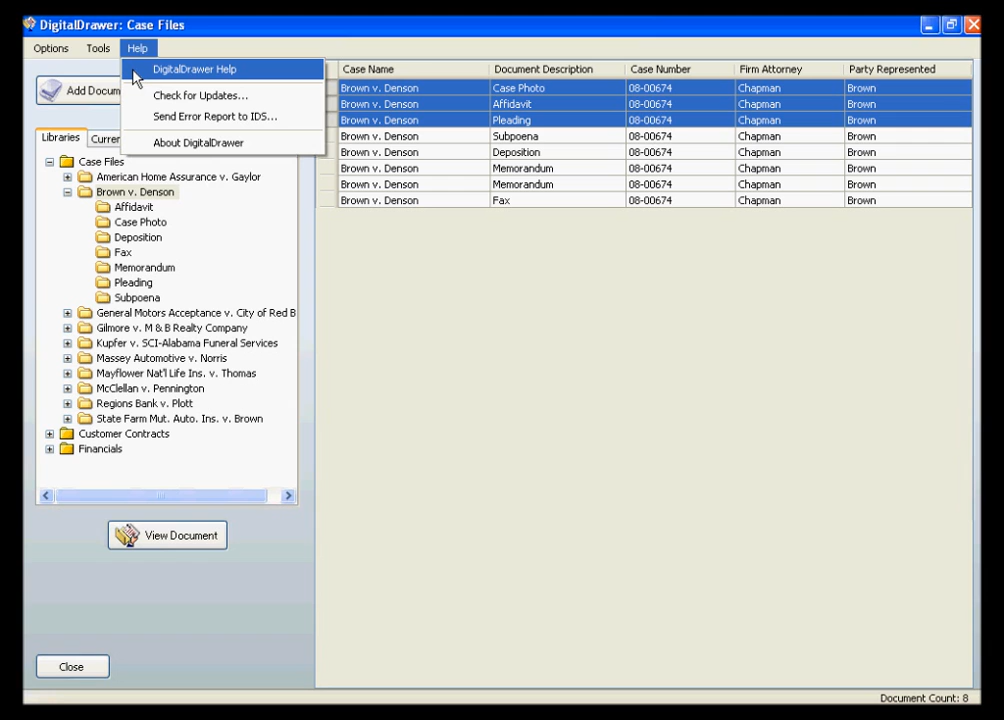 DigitalDrawer: Case Files
Options Tools Help
DigitalDrawer Help
Check for Updates...
Send Error Report to IDS...
About DigitalDrawer
Add Docum
Libraries Curren
Case Files
American Home Assurance v. Gaylor
Brown v. Denson
Affidavit
Case Photo
Deposition
Fax
Memorandum
Pleading
Subpoena
General Motors Acceptance v. City of Red B
Gilmore v. M & B Realty Company
Kupfer v. SCI-Alabama Funeral Services
Massey Automotive v. Norris
Mayflower Nat'l Life Ins. v. Thomas
McClellan v. Pennington
Regions Bank v. Plott
State Farm Mut. Auto. Ins. v. Brown
Customer Contracts
Financials
View Document
Close
Case Name Document Description Case Number Firm Attorney Party Represented
Brown v. Denson Case Photo 08-00674 Chapman Brown
Brown v. Denson Affidavit 08-00674 Chapman Brown
Brown v. Denson Pleading 08-00674 Chapman Brown
Brown v. Denson Subpoena 08-00674 Chapman Brown
Brown v. Denson Deposition 08-00674 Chapman Brown
Brown v. Denson Memorandum 08-00674 Chapman Brown
Brown v. Denson Memorandum 08-00674 Chapman Brown
Brown v. Denson Fax 08-00674 Chapman Brown
Document Count: 8